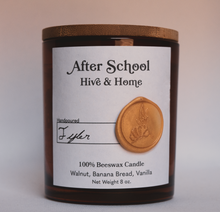 After School
Hive & Home
Handpoured
Tyler
100% Beeswax Candle
Walnut, Banana Bread, Vanilla
Net Weight 8 oz.